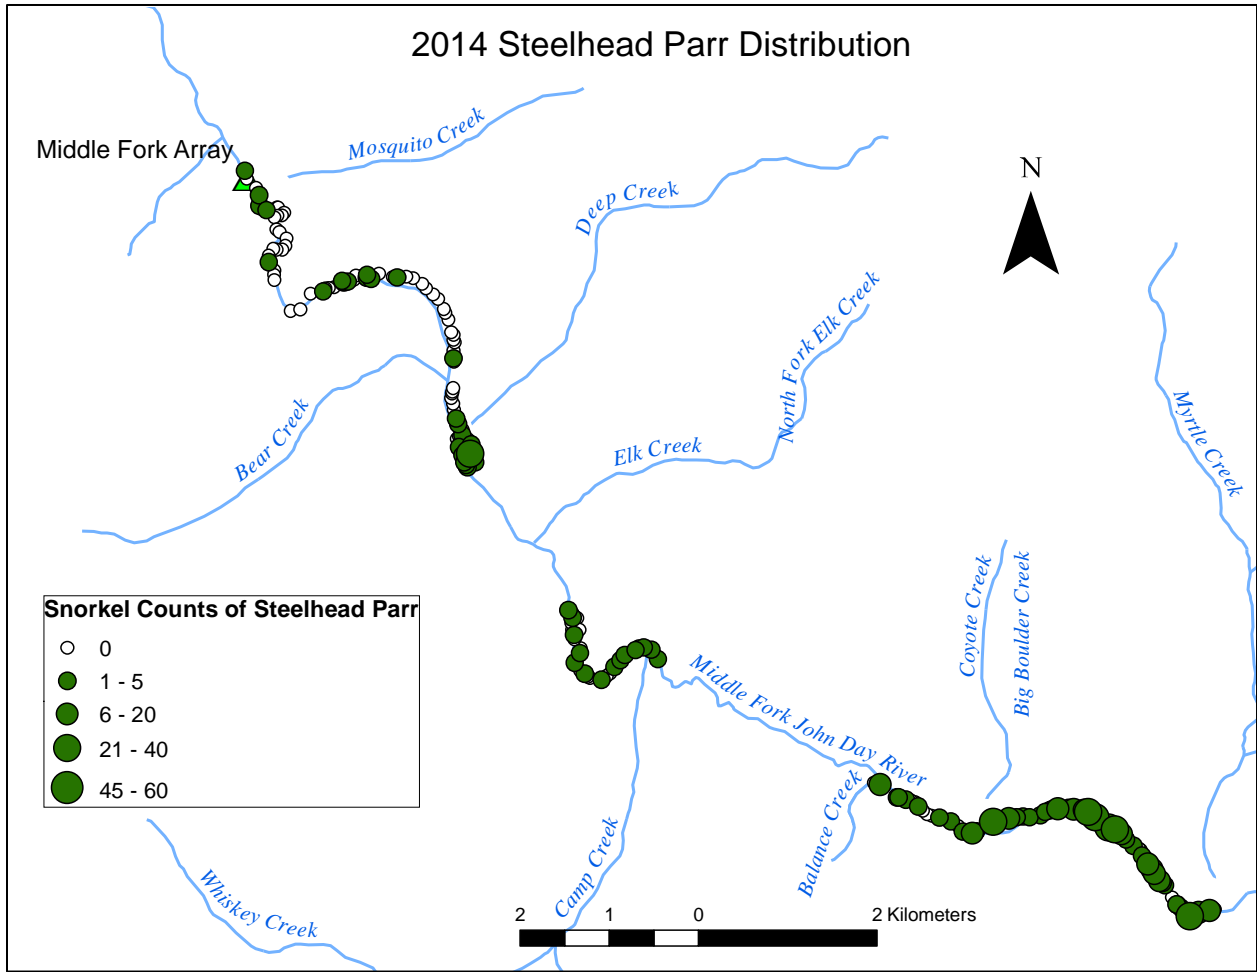 2014 Steelhead Parr Distribution
Mosquito Creek
Middle Fork Array
N
Deep Creek
North Fork Elk Creek
Myrtle Creek
Bear Creek
Elk Creek
Coyote Creek
Big Boulder Creek
Snorkel Counts of Steelhead Parr
0
1 - 5
6 - 20
21 - 40
45 - 60
Middle Fork John Day River
Balance Creek
Camp Creek
Whiskey Creek
2 1 0 2 Kilometers